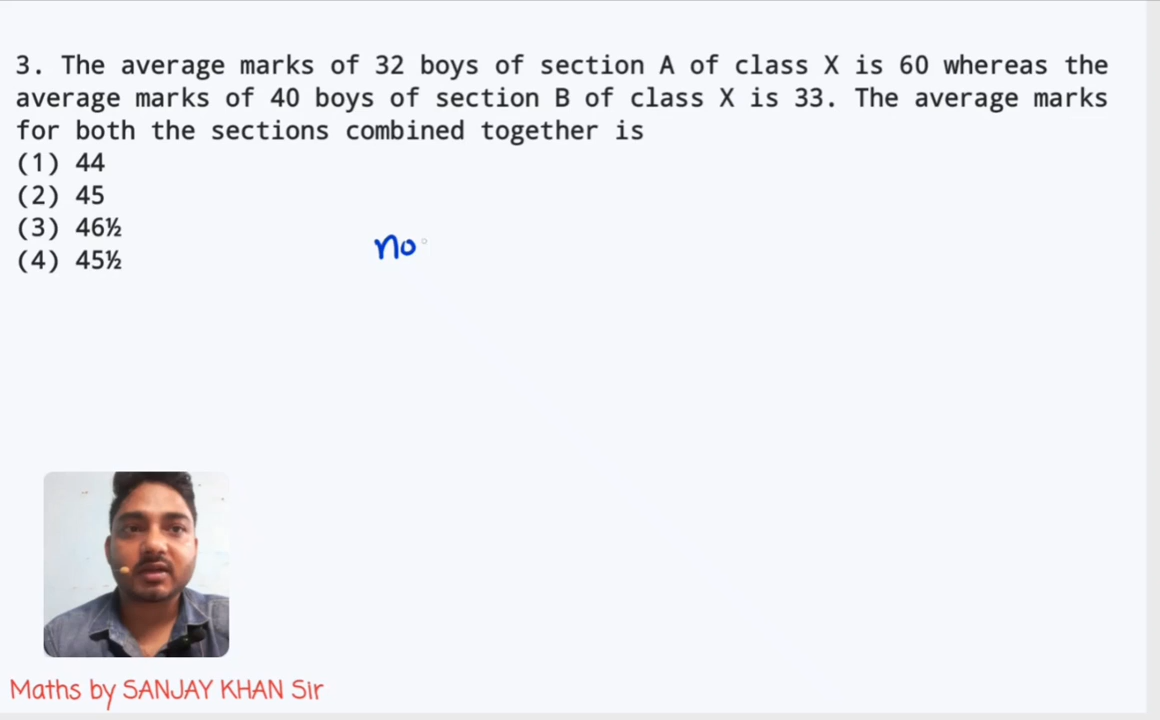 3. The average marks of 32 boys of section A of class X is 60 whereas the
average marks of 40 boys of section B of class X is 33. The average marks
for both the sections combined together is
(1) 44
(2) 45
(3) 46½
(4) 45½
no
Maths by SANJAY KHAN Sir